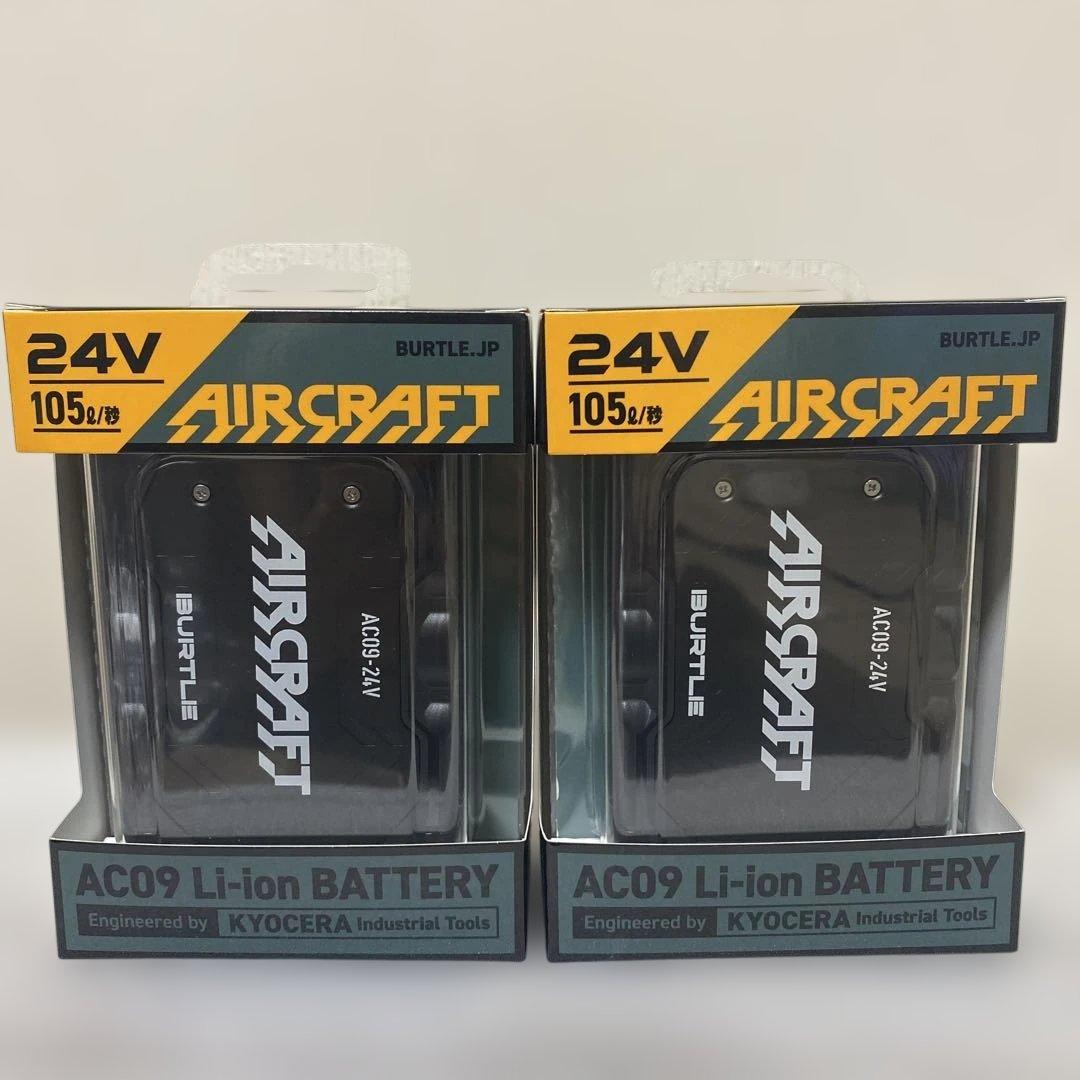 24V
105ℓ/秒
BURTLE.JP
AIRCRAFT
BURTLE
AIRCRAFT
AC09-24V
AC09 Li-ion BATTERY
Engineered by KYOCERA Industrial Tools
24V
105ℓ/秒
BURTLE.JP
AIRCRAFT
BURTLE
AIRCRAFT
AC09-24V
AC09 Li-ion BATTERY
Engineered by KYOCERA Industrial Tools